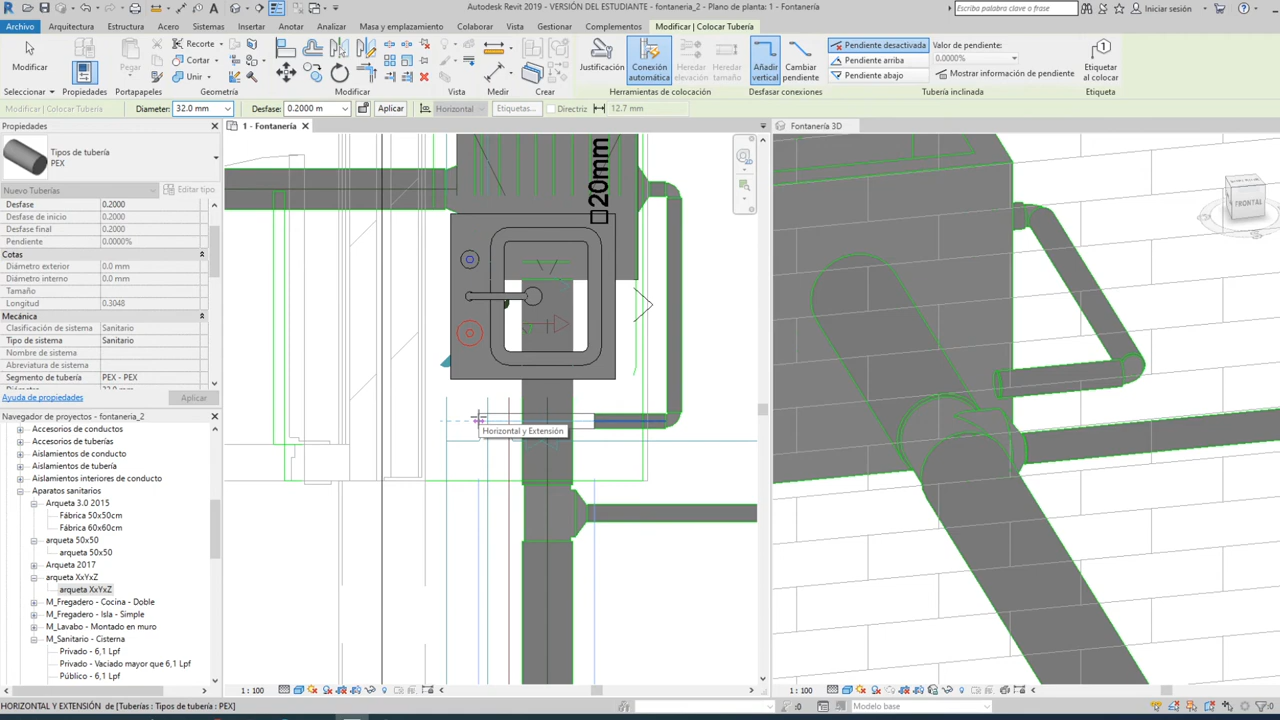 Autodesk Revit 2019 - VERSIÓN DEL ESTUDIANTE - fontaneria_2 - Plano de planta: 1 - Fontanería
Escriba palabra clave o frase
Iniciar sesión
Archivo Arquitectura Estructura Acero Sistemas Insertar Anotar Analizar Masa y emplazamiento Colaborar Vista Gestionar Complementos Modificar | Colocar Tubería
Modificar
Propiedades
Pegar
Recorte
Cortar
Unir
Justificación
Conexión automática
Heredar elevación
Heredar tamaño
Añadir vertical
Cambiar pendiente
Pendiente desactivada
Pendiente arriba
Pendiente abajo
Valor de pendiente:
0.0000%
Mostrar información de pendiente
Etiquetar al colocar
Seleccionar Propiedades Portapapeles Geometría Modificar Vista Medir Crear Herramientas de colocación Desfasar conexiones Tubería inclinada Etiqueta
Modificar | Colocar Tubería Diámetro: 32.0 mm Desfase: 0.2000 m Aplicar Horizontal Etiquetas... Directriz 12.7 mm
Propiedades
Tipos de tubería
PEX
Nuevo Tuberías Editar tipo
Desfase 0.2000
Desfase de inicio 0.2000
Desfase final 0.2000
Pendiente 0.0000%
Cotas
Diámetro exterior 0.0 mm
Diámetro interno 0.0 mm
Tamaño
Longitud 0.3048
Mecánica
Clasificación de sistema Sanitario
Tipo de sistema Sanitario
Nombre de sistema
Abreviatura de sistema
Segmento de tubería PEX - PEX
Diámetro 32.0 mm
Ayuda de propiedades Aplicar
Navegador de proyectos - fontaneria_2
Accesorios de conductos
Accesorios de tuberías
Aislamientos de conducto
Aislamientos de tubería
Aislamientos interiores de conducto
Aparatos sanitarios
Arqueta 3.0 2015
Fábrica 50x50cm
Fábrica 60x60cm
arqueta 50x50
arqueta 50x50
Arqueta 2017
arqueta XxYxZ
arqueta XxYxZ
M_Fregadero - Cocina - Doble
M_Fregadero - Isla - Simple
M_Lavabo - Montado en muro
M_Sanitario - Cisterna
Privado - 6,1 Lpf
Privado - Vaciado mayor que 6,1 Lpf
Público - 6,1 Lpf
1 - Fontanería
20mm
Horizontal y Extensión
1 : 100
Fontanería 3D
FRONTAL
1 : 100
HORIZONTAL Y EXTENSIÓN de [Tuberías : Tipos de tubería : PEX]
:0
Modelo base
:0